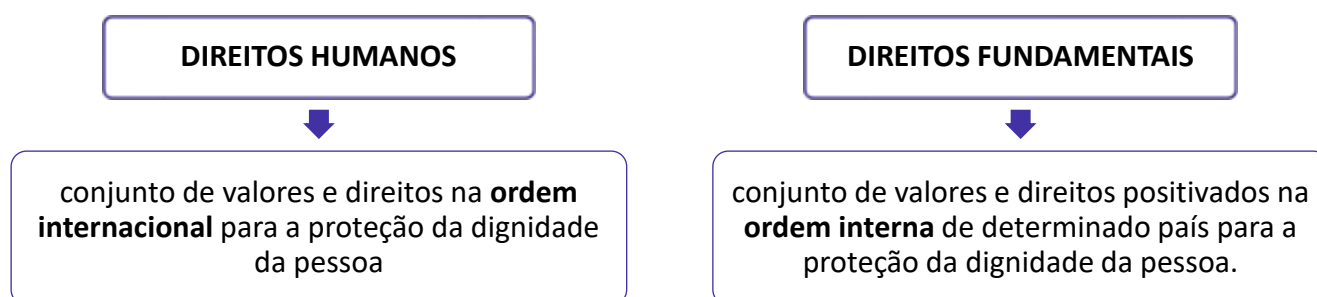 DIREITOS HUMANOS
conjunto de valores e direitos na ordem
internacional para a proteção da dignidade
da pessoa
DIREITOS FUNDAMENTAIS
conjunto de valores e direitos positivados na
ordem interna de determinado país para a
proteção da dignidade da pessoa.